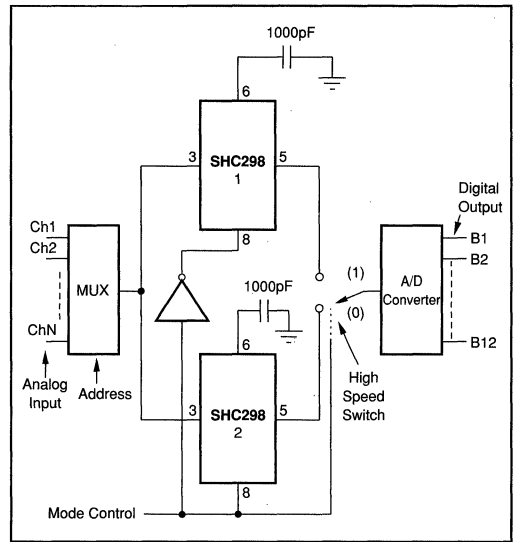 1000pF
6
3 SHC298 5
1
8
Digital
Output
Ch1
Ch2
ChN
MUX
Analog
Input
Address
(1)
(0)
A/D
Converter
B1
B2
B12
High
Speed
Switch
1000pF
6
3 SHC298 5
2
8
Mode Control